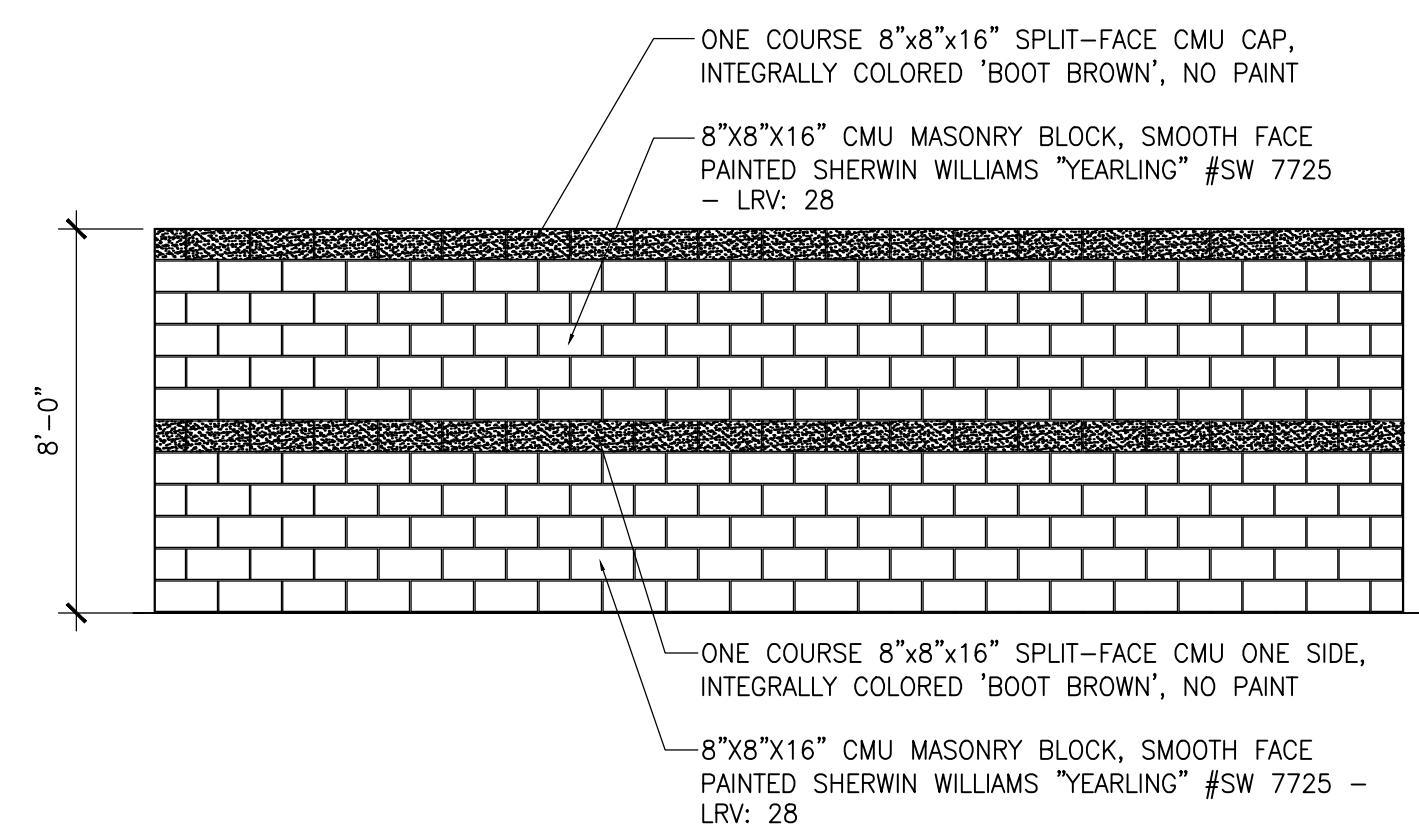 ONE COURSE 8"x8"x16" SPLIT-FACE CMU CAP,
INTEGRALLY COLORED 'BOOT BROWN', NO PAINT
8"X8"X16" CMU MASONRY BLOCK, SMOOTH FACE
PAINTED SHERWIN WILLIAMS "YEARLING" #SW 7725
- LRV: 28
8'-0"
ONE COURSE 8"x8"x16" SPLIT-FACE CMU ONE SIDE,
INTEGRALLY COLORED 'BOOT BROWN', NO PAINT
8"X8"X16" CMU MASONRY BLOCK, SMOOTH FACE
PAINTED SHERWIN WILLIAMS "YEARLING" #SW 7725 -
LRV: 28